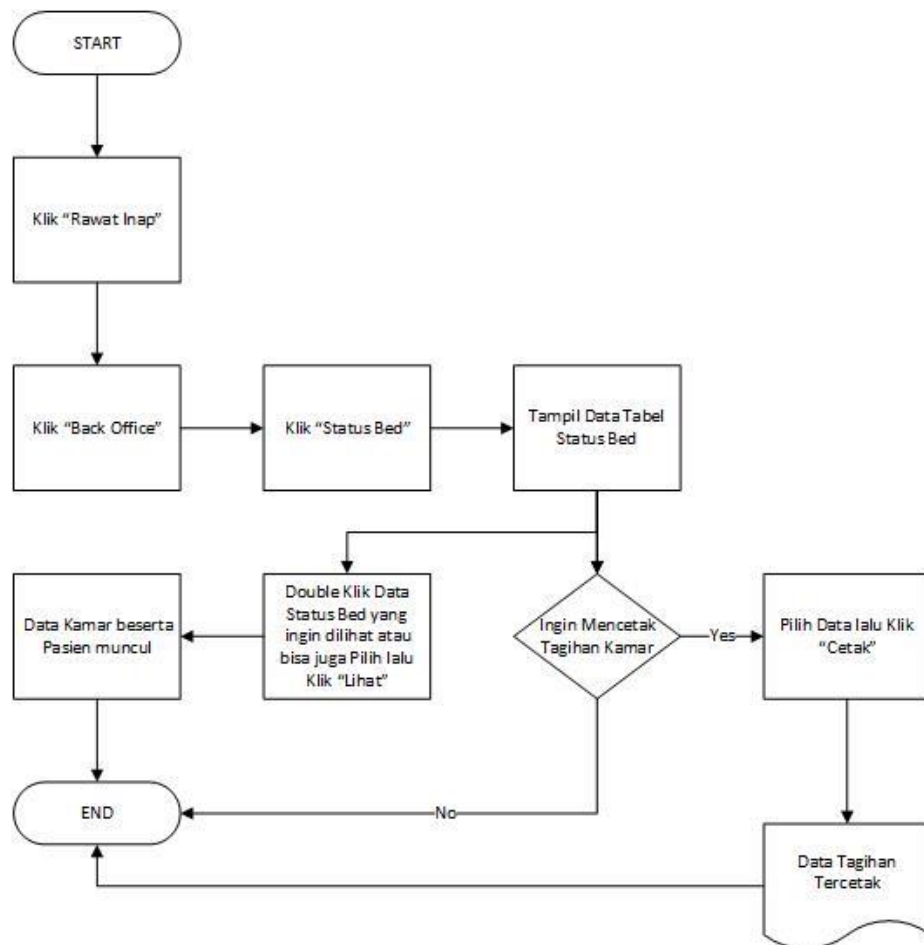 START
Klik “Rawat Inap”
Klik “Back Office”
Klik “Status Bed”
Tampil Data Tabel
Status Bed
Data Kamar beserta
Pasien muncul
Double Klik Data
Status Bed yang
ingin dilihat atau
bisa juga Pilih lalu
Klik “Lihat”
Ingin Mencetak
Tagihan Kamar
Yes
Pilih Data lalu Klik
“Cetak”
END
No
Data Tagihan
Tercetak